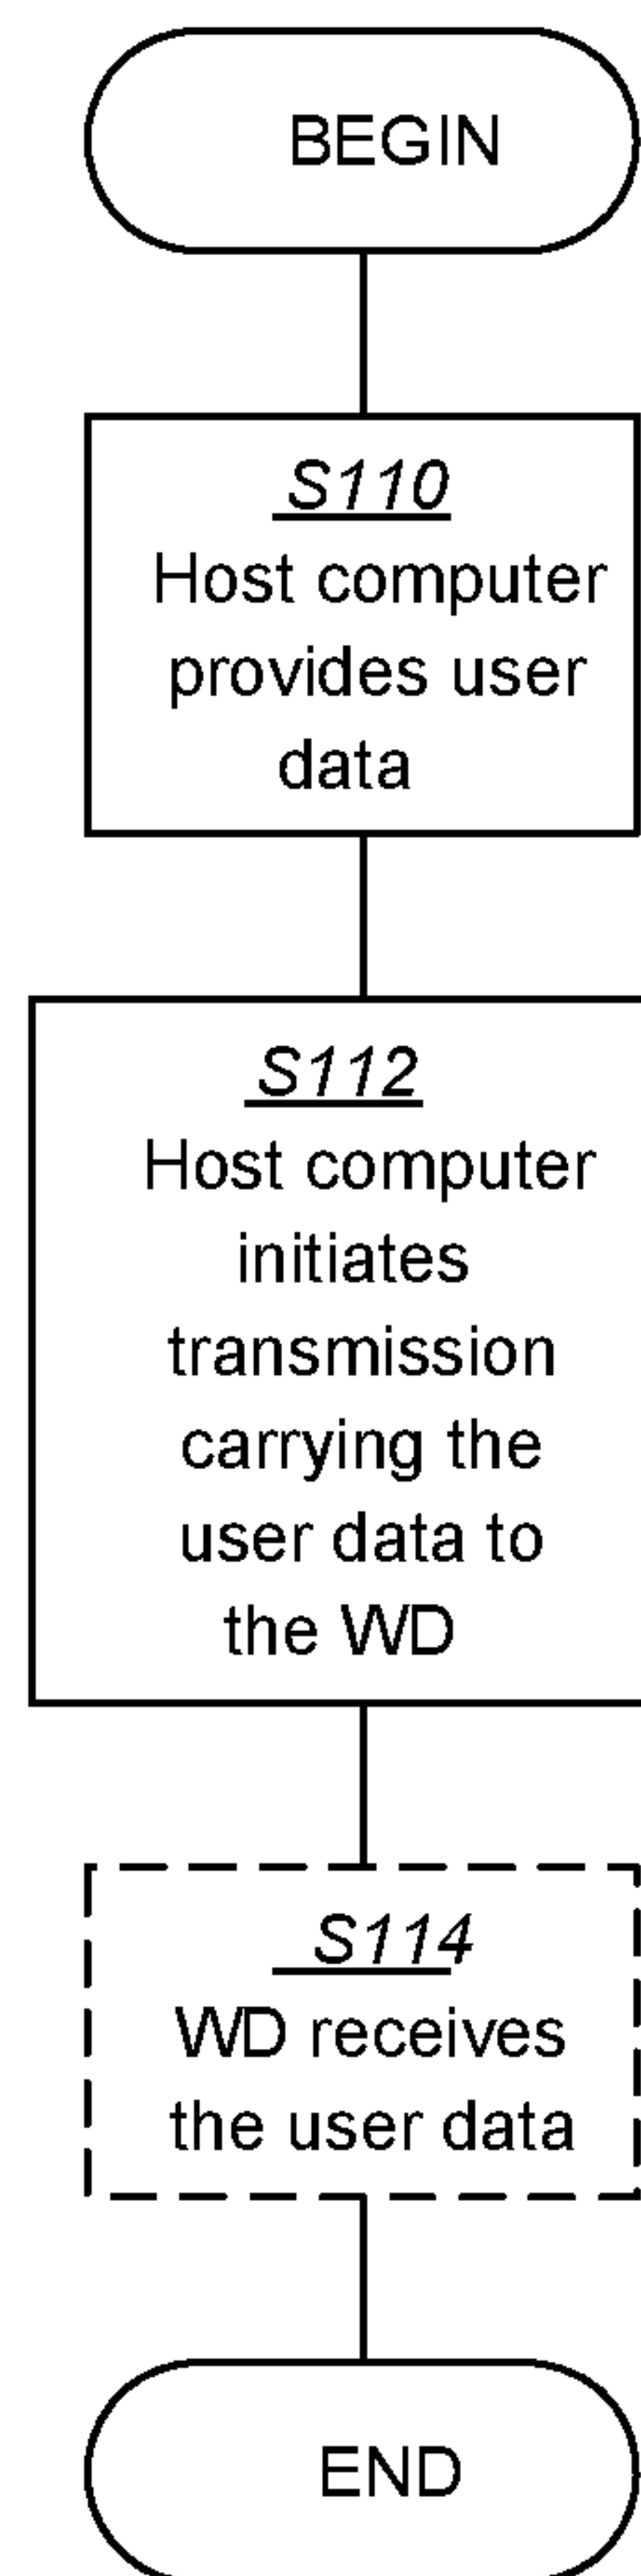 BEGIN
S110
Host computer
provides user
data
S112
Host computer
initiates
transmission
carrying the
user data to
the WD
S114
WD receives
the user data
END